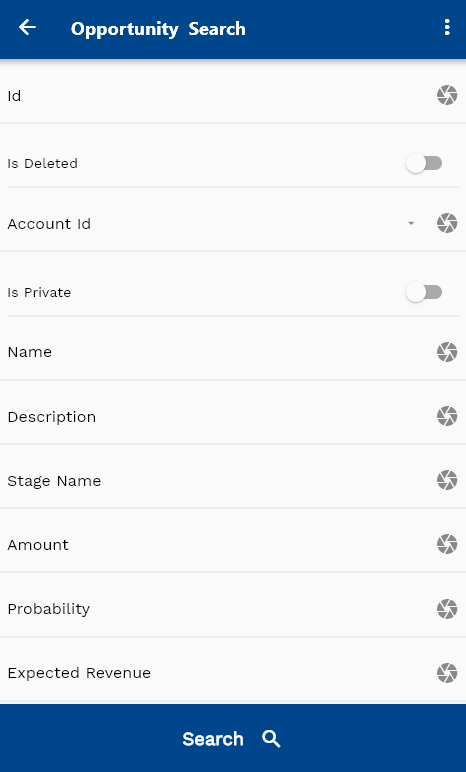 Opportunity Search
Id
Is Deleted
Account Id
Is Private
Name
Description
Stage Name
Amount
Probability
Expected Revenue
Search